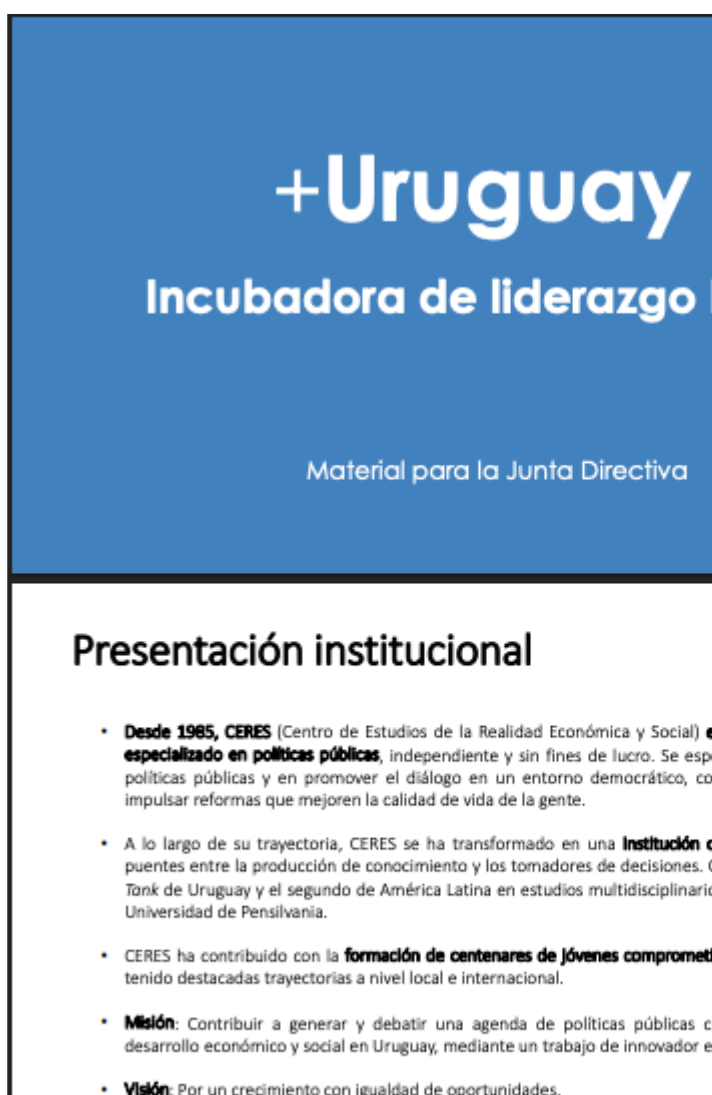 +Uruguay
Incubadora de liderazgo
Material para la Junta Directiva
Presentación institucional
• Desde 1985, CERES (Centro de Estudios de la Realidad Económica y Social)
especializado en políticas públicas, independiente y sin fines de lucro. Se
políticas públicas y en promover el diálogo en un entorno democrático,
impulsar reformas que mejoren la calidad de vida de la gente.
• A lo largo de su trayectoria, CERES se ha transformado en una institución
puentes entre la producción de conocimiento y los tomadores de decisiones.
Tank de Uruguay y el segundo de América Latina en estudios
Universidad de Pensilvania.
• CERES ha contribuido con la formación de centenares de jóvenes
tenido destacadas trayectorias a nivel local e internacional.
• Misión: Contribuir a generar y debatir una agenda de políticas públicas
desarrollo económico y social en Uruguay, mediante un trabajo de innovador
• Visión: Por un crecimiento con igualdad de oportunidades.